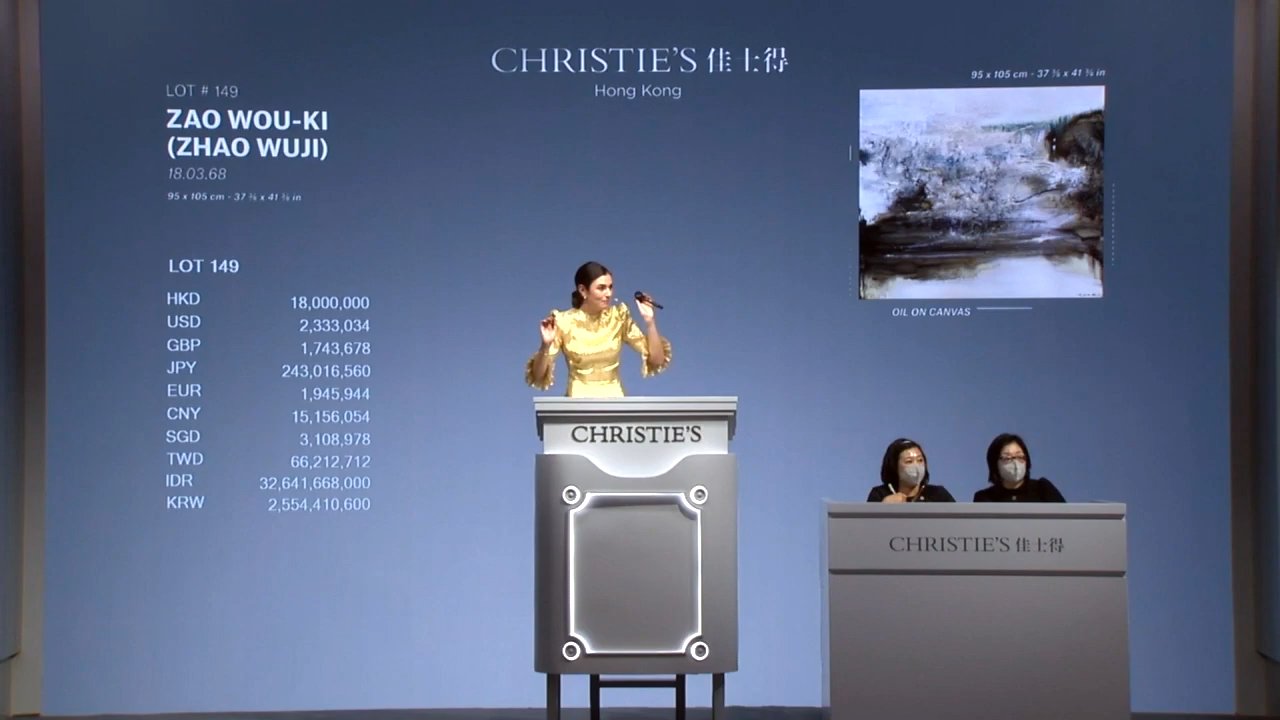 CHRISTIE'S 佳士得
Hong Kong
LOT # 149
ZAO WOU-KI
(ZHAO WUJI)
18.03.68
95 x 105 cm - 37 ⅜ x 41 ⅜ in
LOT 149
HKD 18,000,000
USD 2,333,034
GBP 1,743,678
JPY 243,016,560
EUR 1,945,944
CNY 15,156,054
SGD 3,108,978
TWD 66,212,712
IDR 32,641,668,000
KRW 2,554,410,600
95 x 105 cm - 37 ⅜ x 41 ⅜ in
OIL ON CANVAS
CHRISTIE'S
CHRISTIE'S 佳士得